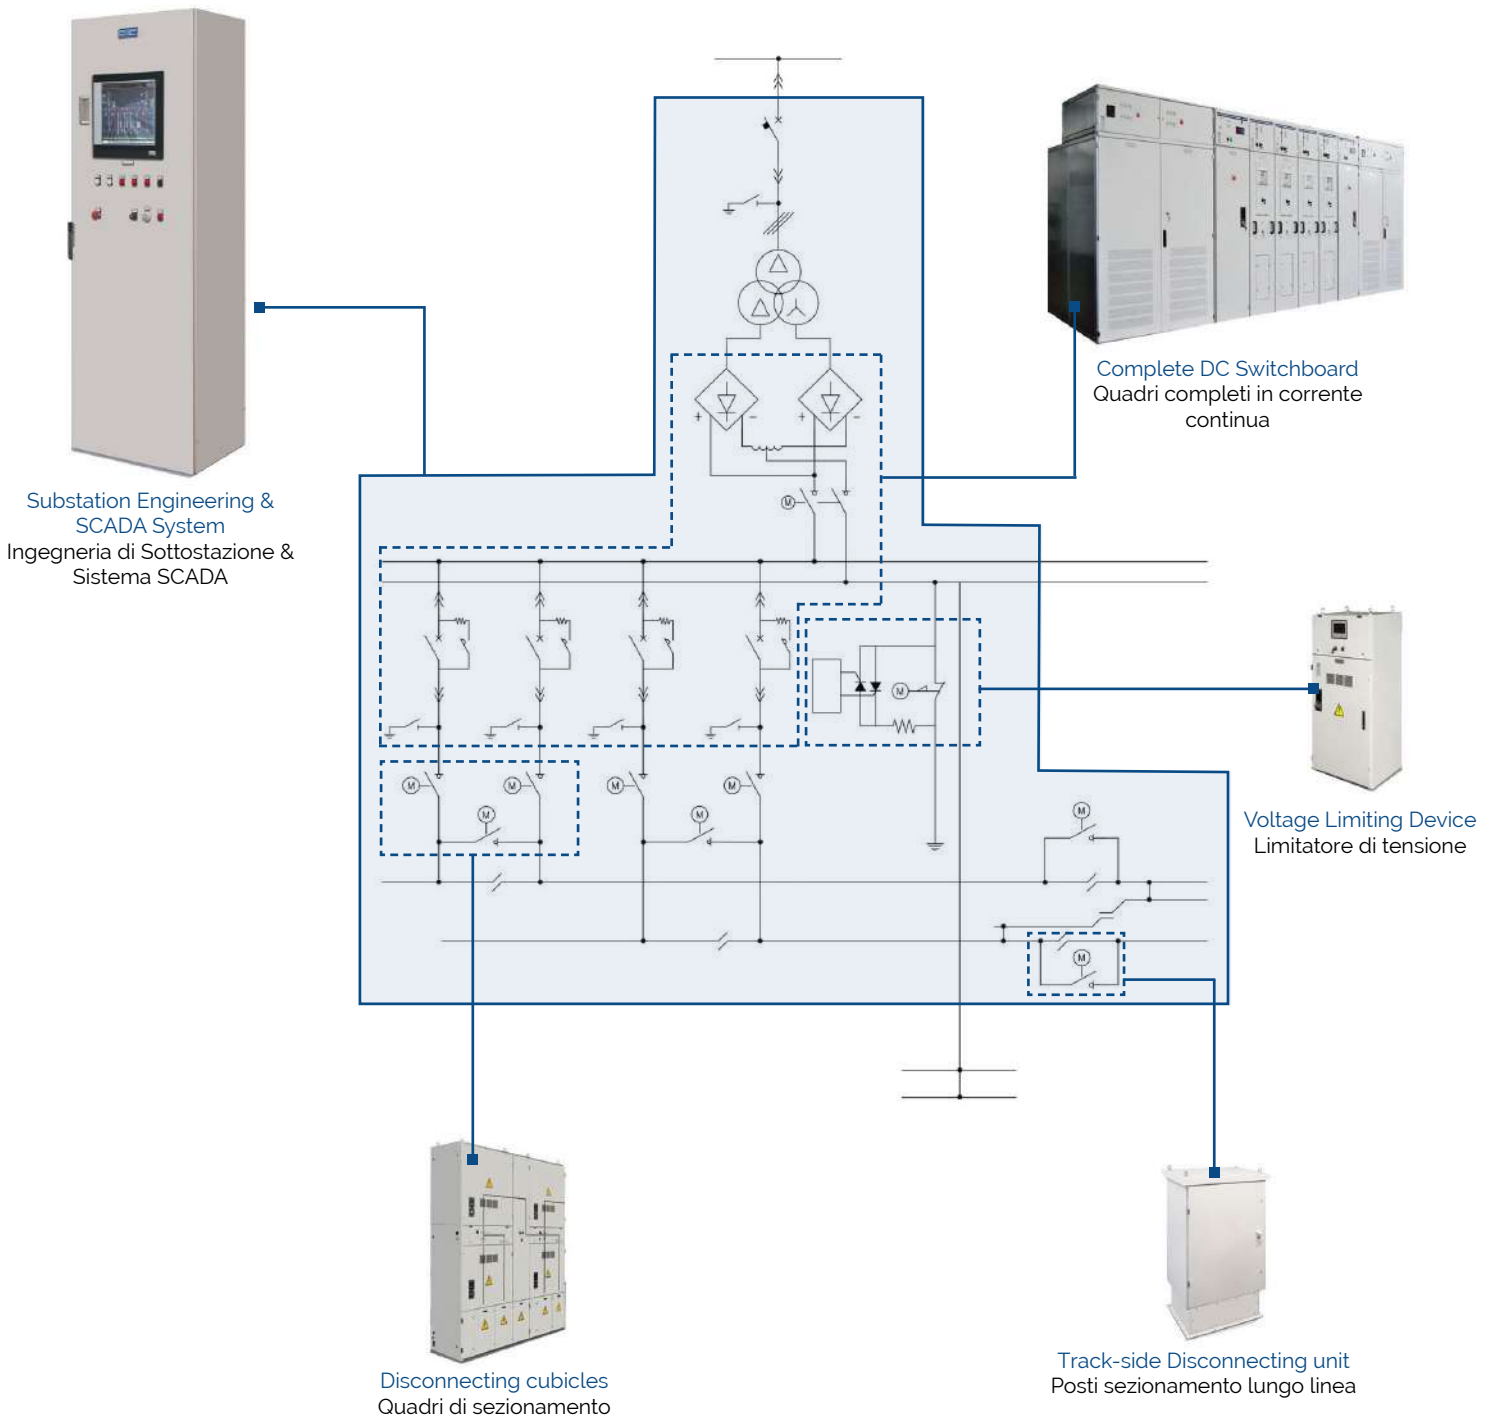 Complete DC Switchboard
Quadri completi in corrente
continua
Substation Engineering &
SCADA System
Ingegneria di Sottostazione &
Sistema SCADA
+
−
+
−
M
M
M
M
M
M
M
M
M
M
Voltage Limiting Device
Limitatore di tensione
Disconnecting cubicles
Quadri di sezionamento
Track-side Disconnecting unit
Posti sezionamento lungo linea